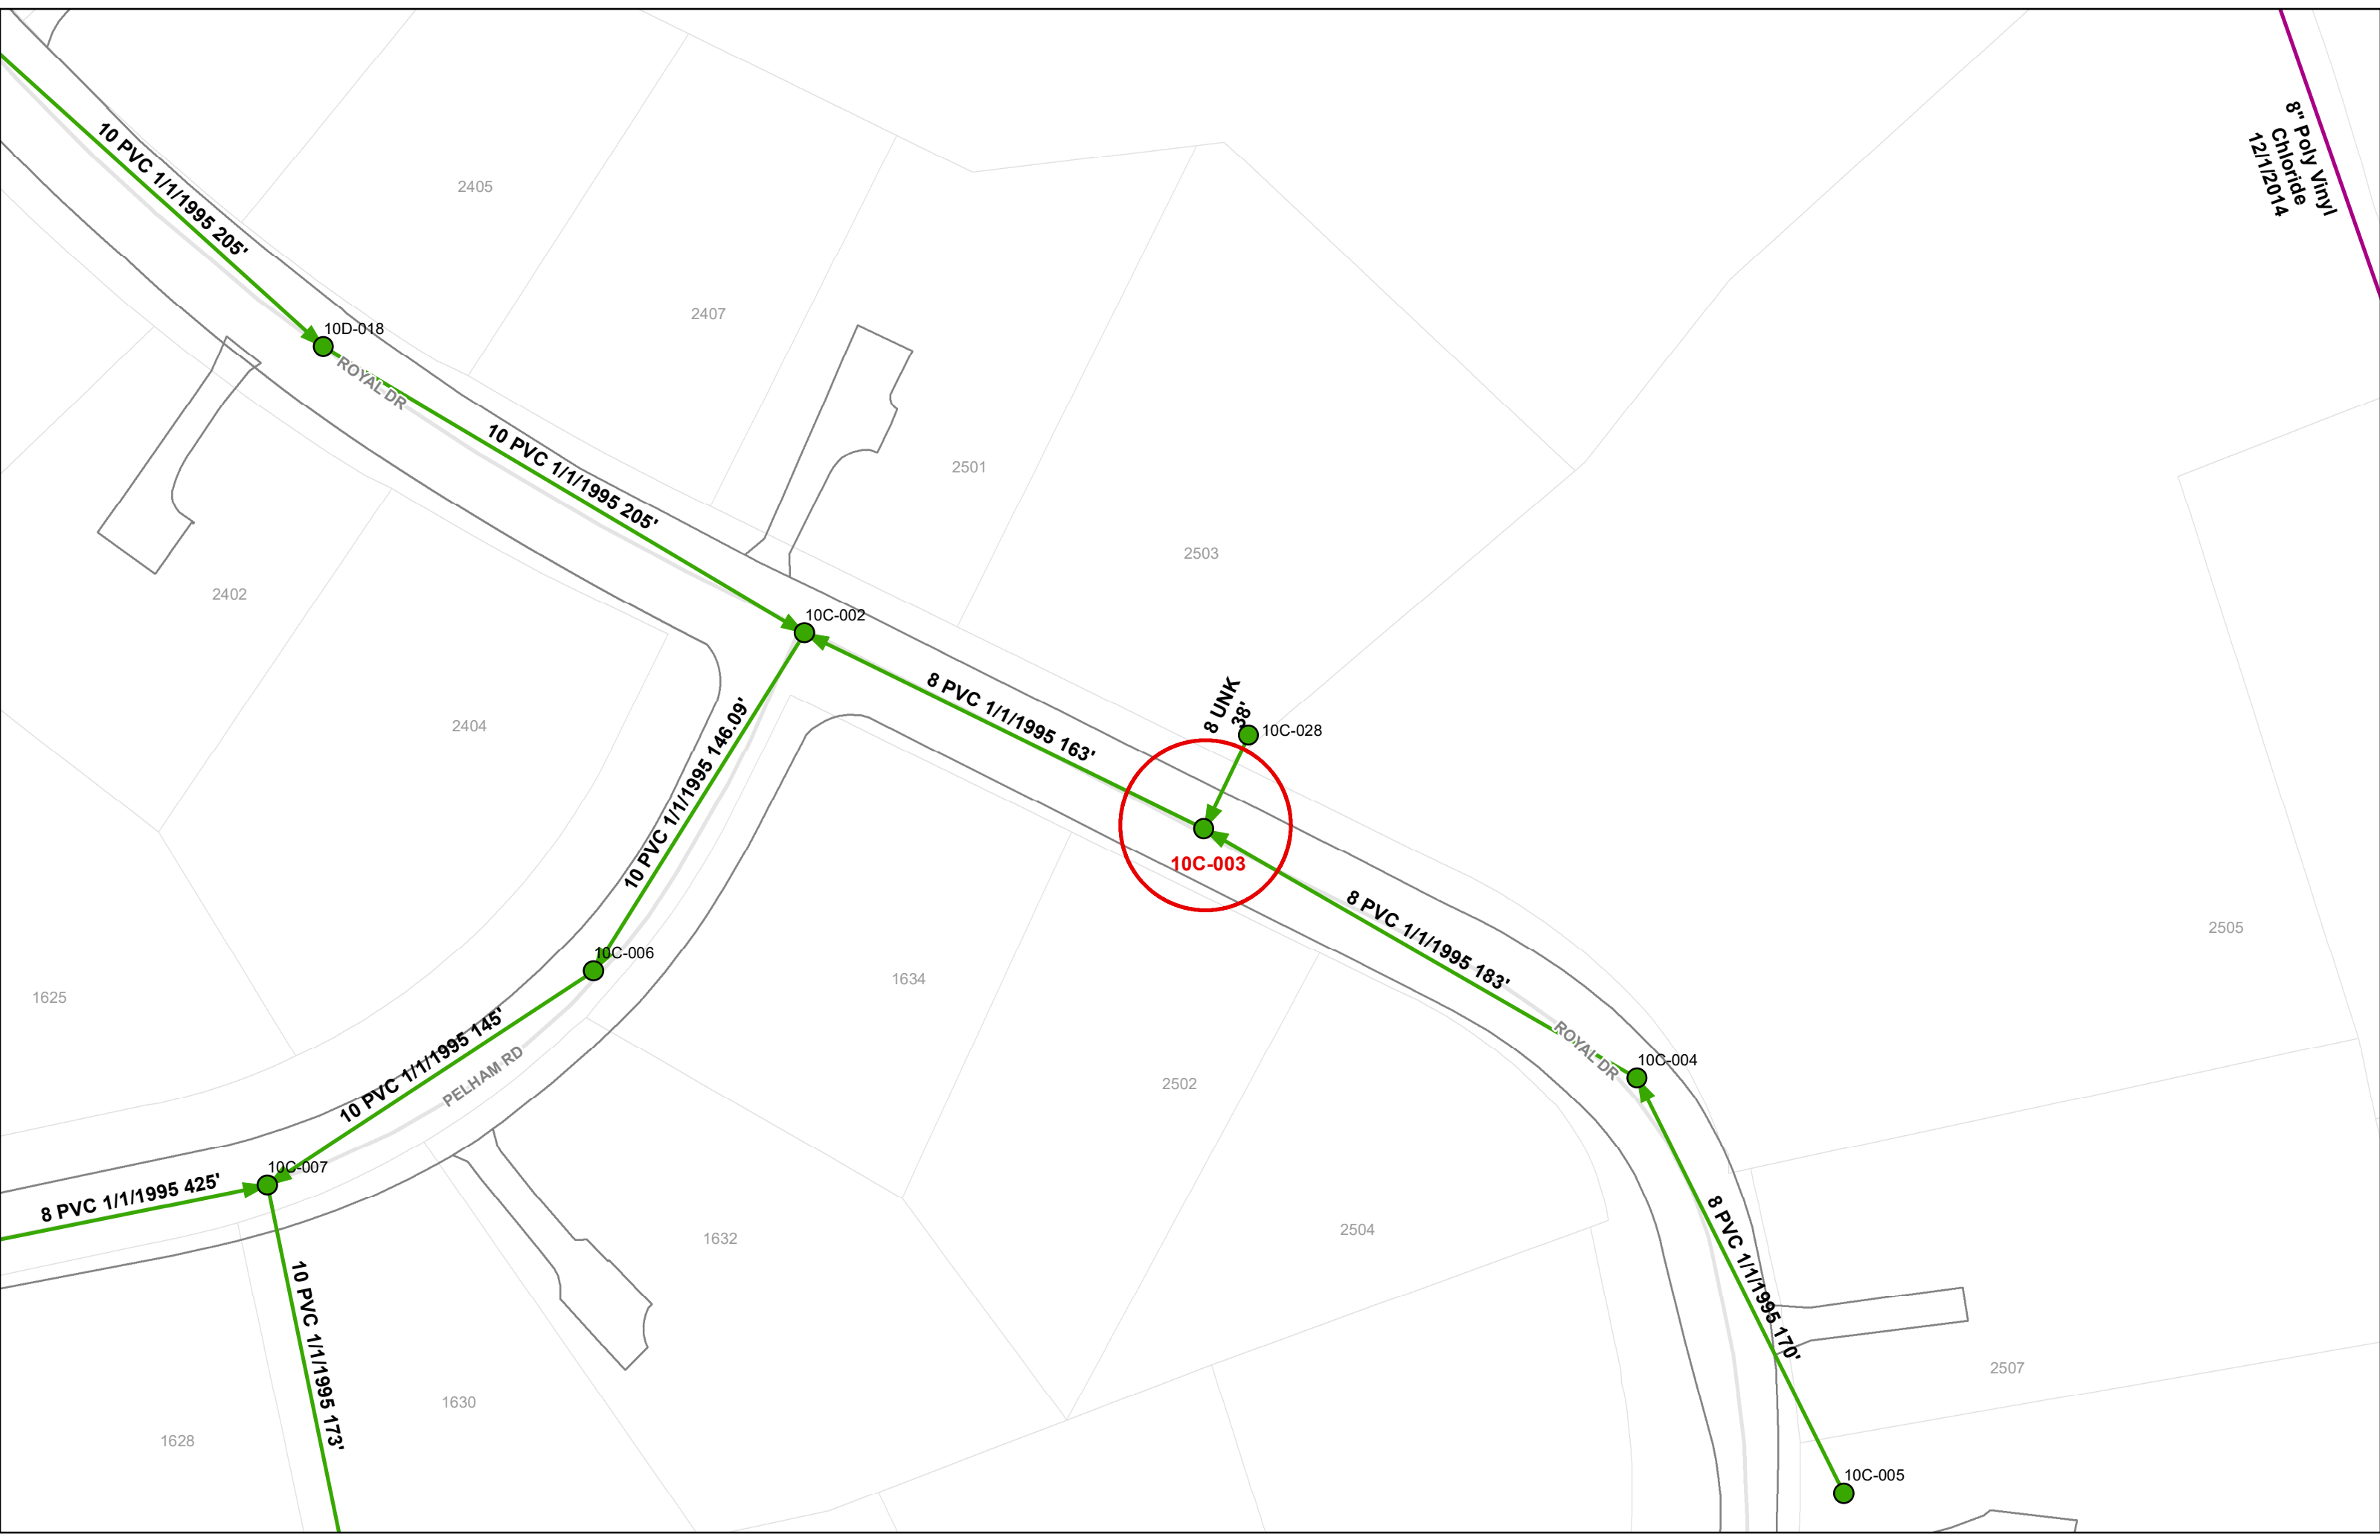 8" Poly Vinyl
Chloride
12/1/2014
10 PVC 1/1/1995 205'
2405
2407
10D-018
ROYAL DR
10 PVC 1/1/1995 205'
2501
2503
2402
10C-002
8 PVC 1/1/1995 163'
8 UNK
38'
10C-028
2404
10 PVC 1/1/1995 146.09'
10C-003
8 PVC 1/1/1995 183'
2505
10C-006
1634
1625
10 PVC 1/1/1995 145'
PELHAM RD
ROYAL DR
10C-004
2502
10C-007
8 PVC 1/1/1995 425'
1632
2504
8 PVC 1/1/1995 170'
10 PVC 1/1/1995 173'
2507
1630
1628
10C-005